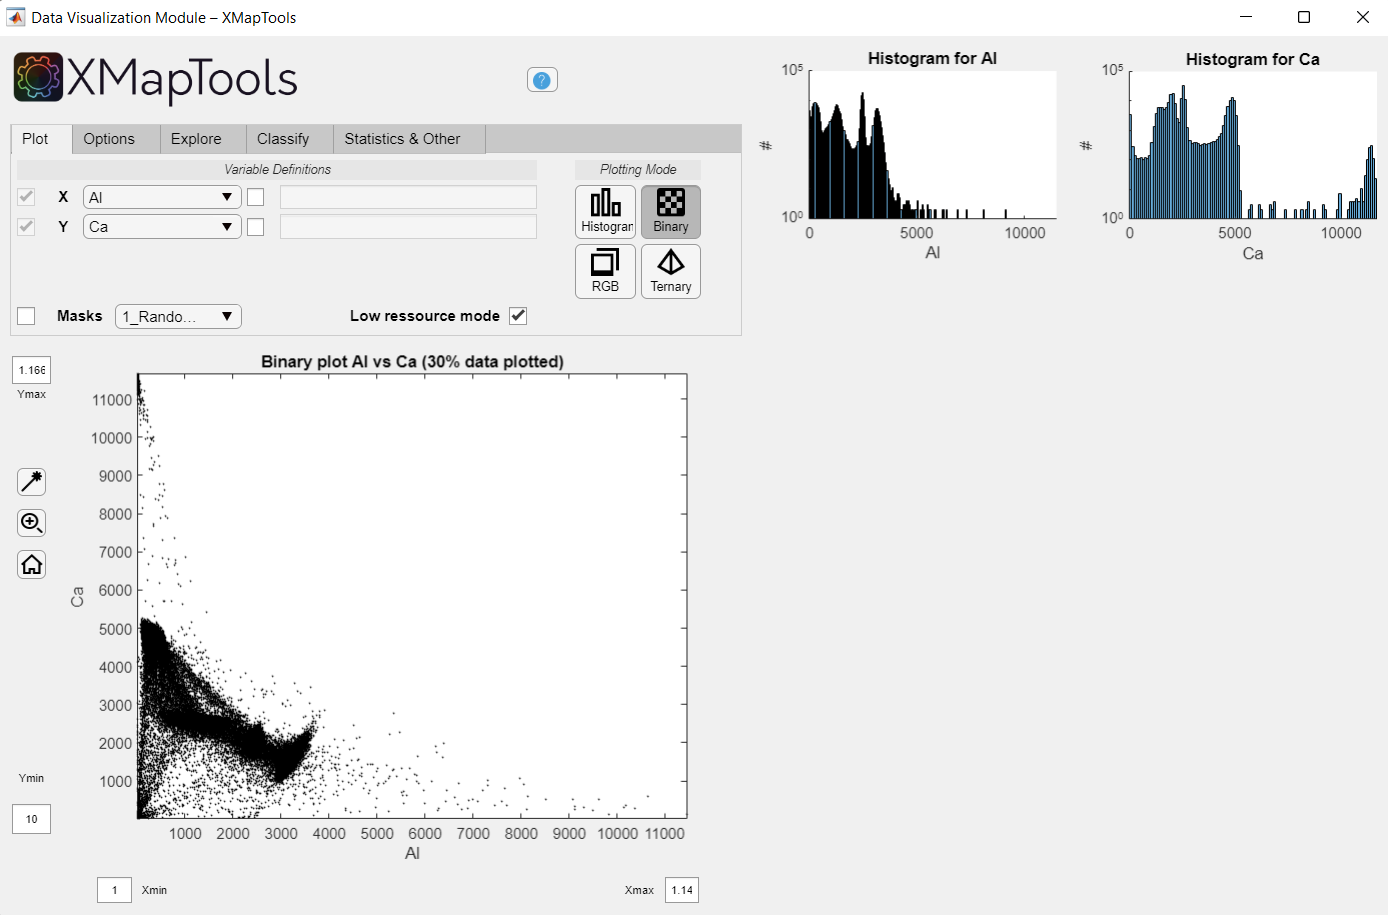 Data Visualization Module – XMapTools
XMapTools
?
Plot Options Explore Classify Statistics & Other
Variable Definitions
Plotting Mode
X Al
Y Ca
Histogran
Binary
RGB
Ternary
Masks 1_Rando... Low ressource mode
Histogram for Al
10^5
#
10^0
0 5000 10000
Al
Histogram for Ca
10^5
#
10^0
0 5000 10000
Ca
1.166
Ymax
Ymin
10
Binary plot Al vs Ca (30% data plotted)
11000
10000
9000
8000
7000
6000
5000
4000
3000
2000
1000
Ca
1000 2000 3000 4000 5000 6000 7000 8000 9000 10000 11000
Al
1 Xmin
Xmax 1.14